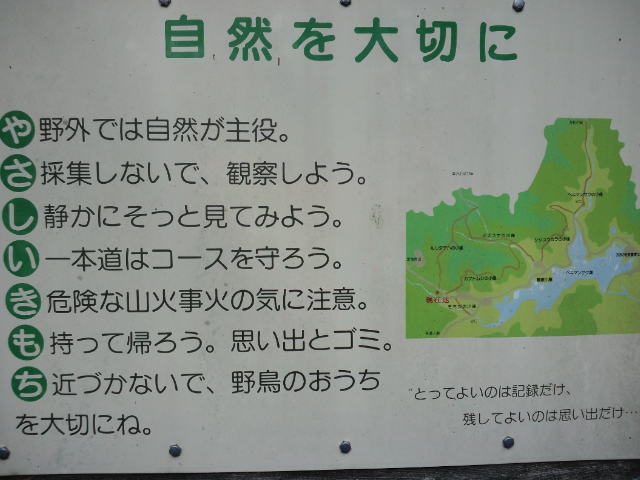 自然を大切に
や 野外では自然が主役。
さ 採集しないで、観察しよう。
し 静かにそっと見てみよう。
い 一本道はコースを守ろう。
き 危険な山火事火の気に注意。
も 持って帰ろう。思い出とゴミ。
ち 近づかないで、野鳥のおうち
を大切にね。
現在地
"とってよいのは記録だけ、
残してよいのは思い出だけ…